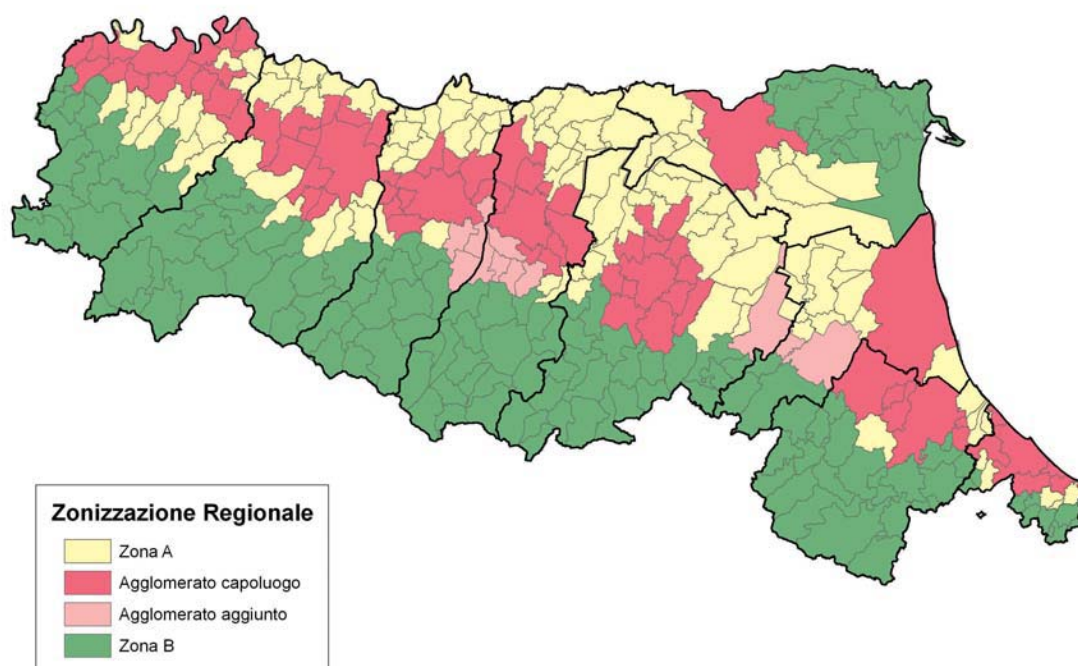 Zonizzazione Regionale
Zona A
Agglomerato capoluogo
Agglomerato aggiunto
Zona B